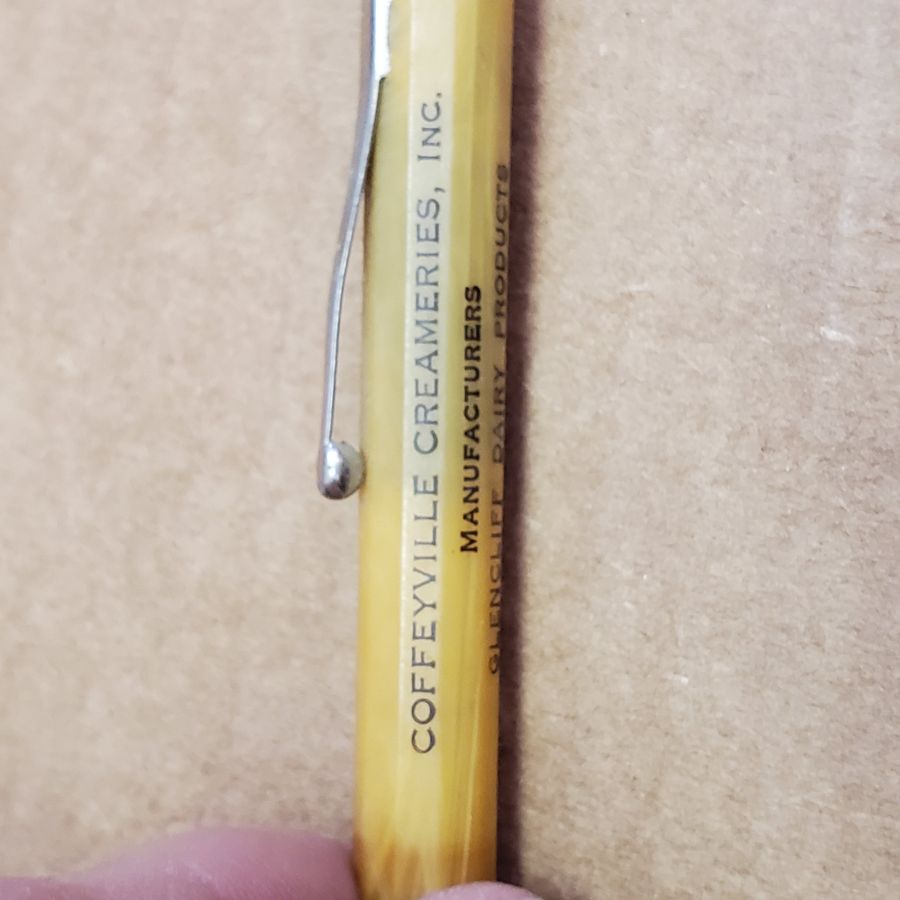 COFFEYVILLE CREAMERIES, INC.
MANUFACTURERS
GLENCLIFF DAIRY PRODUCTS